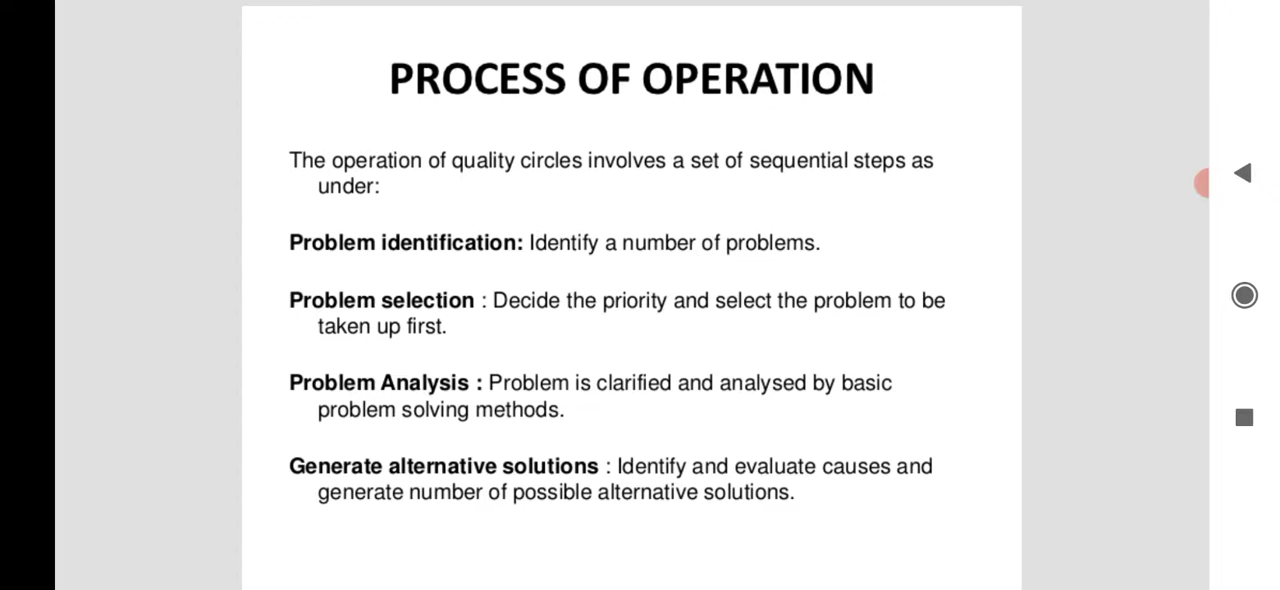 PROCESS OF OPERATION
The operation of quality circles involves a set of sequential steps as
under:
Problem identification: Identify a number of problems.
Problem selection : Decide the priority and select the problem to be
taken up first.
Problem Analysis : Problem is clarified and analysed by basic
problem solving methods.
Generate alternative solutions : Identify and evaluate causes and
generate number of possible alternative solutions.